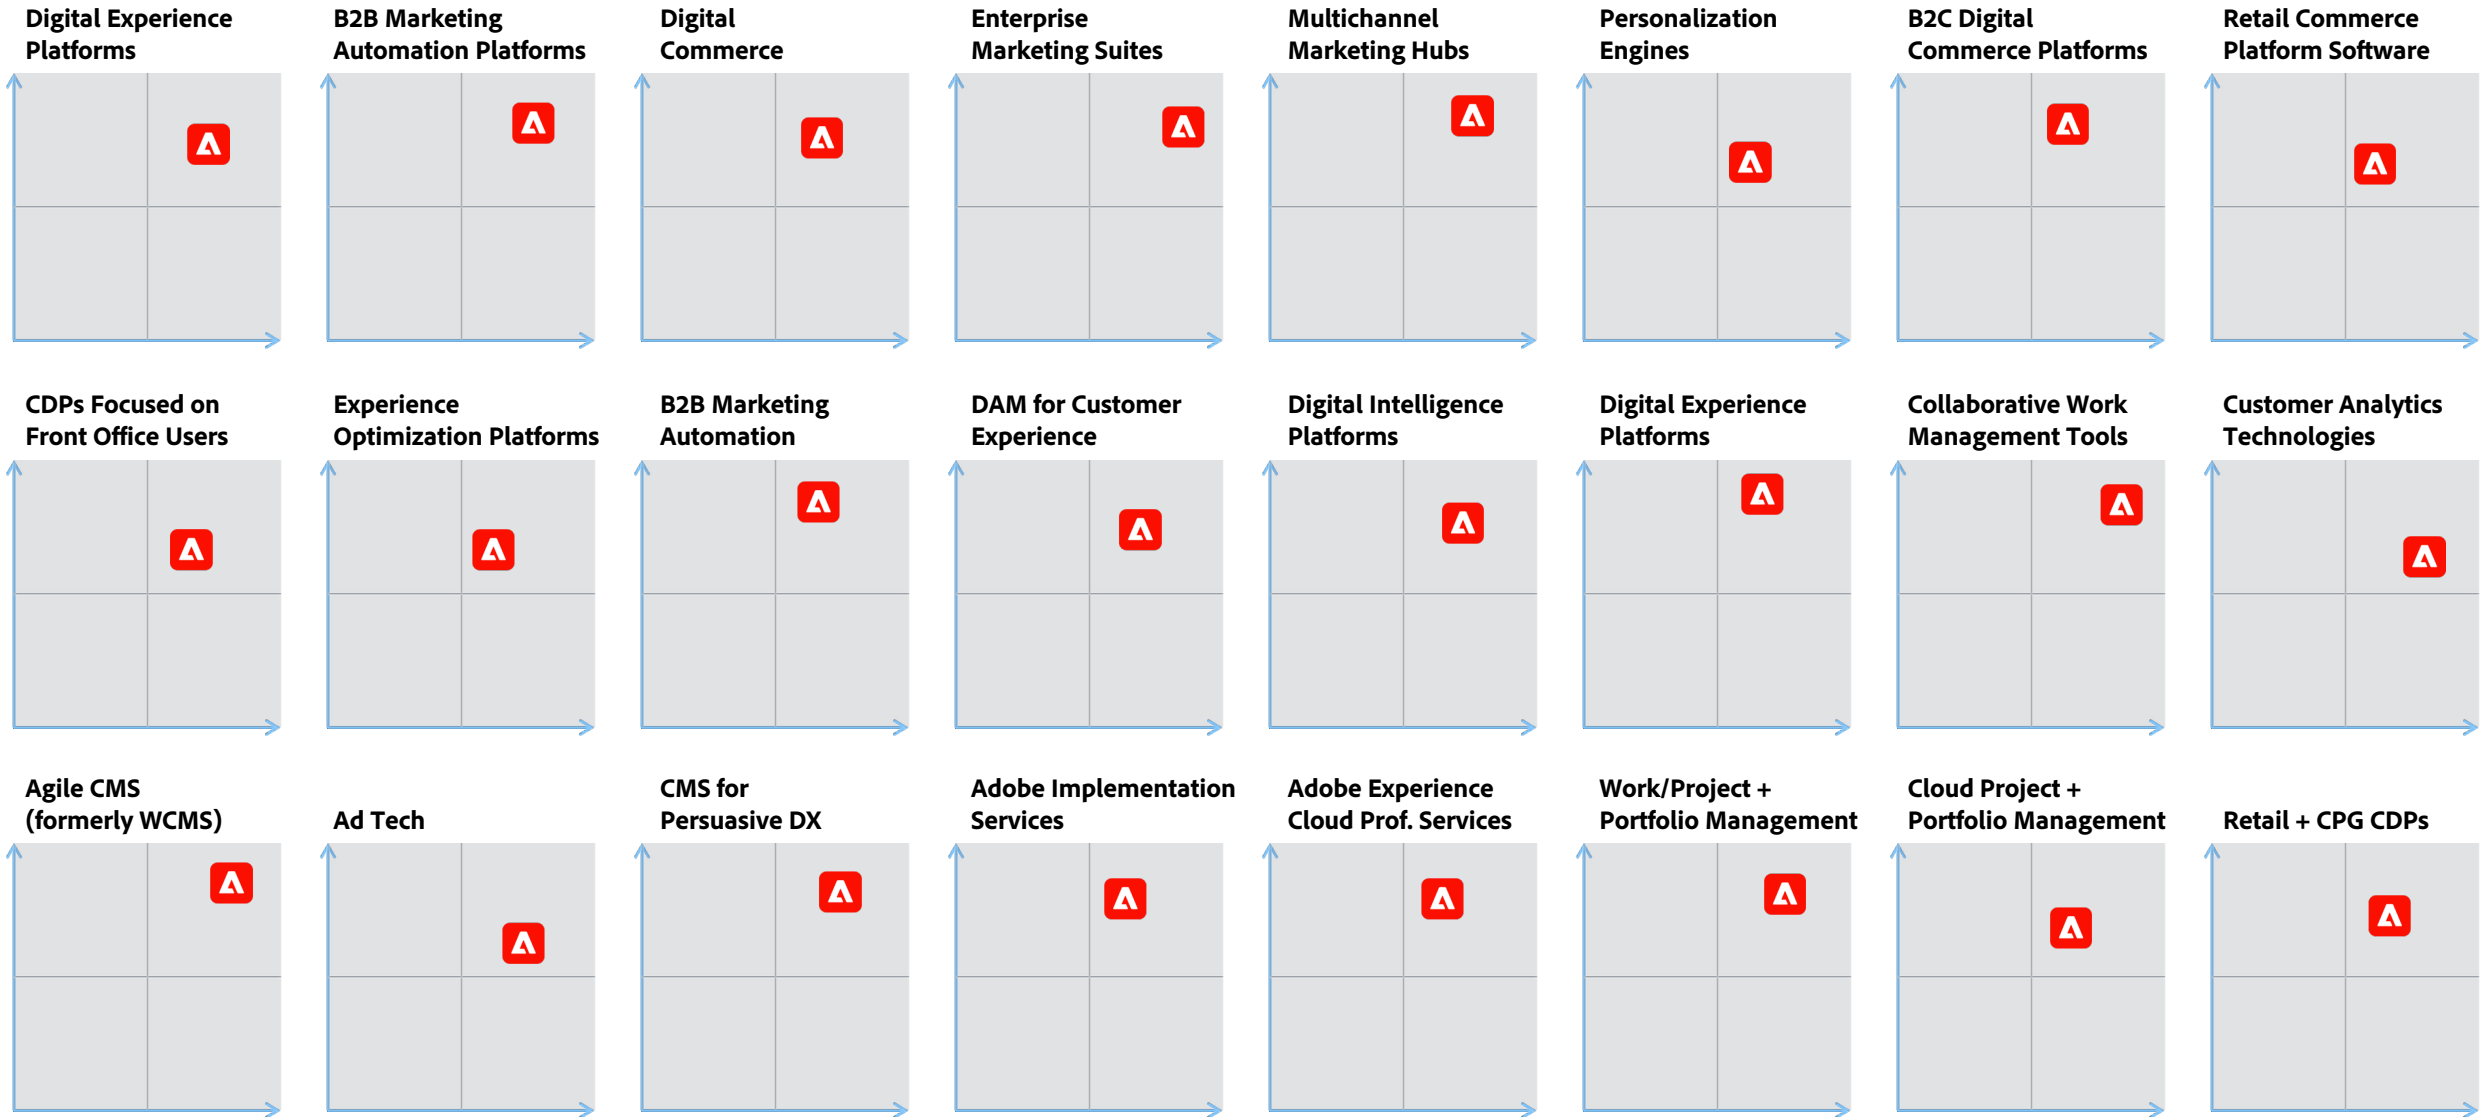 Digital Experience
Platforms
B2B Marketing
Automation Platforms
Digital
Commerce
Enterprise
Marketing Suites
Multichannel
Marketing Hubs
Personalization
Engines
B2C Digital
Commerce Platforms
Retail Commerce
Platform Software
CDPs Focused on
Front Office Users
Experience
Optimization Platforms
B2B Marketing
Automation
DAM for Customer
Experience
Digital Intelligence
Platforms
Digital Experience
Platforms
Collaborative Work
Management Tools
Customer Analytics
Technologies
Agile CMS
(formerly WCMS)
Ad Tech
CMS for
Persuasive DX
Adobe Implementation
Services
Adobe Experience
Cloud Prof. Services
Work/Project +
Portfolio Management
Cloud Project +
Portfolio Management
Retail + CPG CDPs